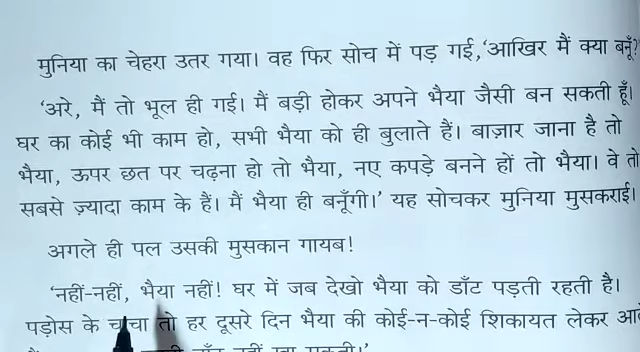 मुनिया का चेहरा उतर गया। वह फिर सोच में पड़ गई, ‘आखिर मैं क्या बनूँ?
‘अरे, मैं तो भूल ही गई। मैं बड़ी होकर अपने भैया जैसी बन सकती हूँ।
घर का कोई भी काम हो, सभी भैया को ही बुलाते हैं। बाज़ार जाना है तो
भैया, ऊपर छत पर चढ़ना हो तो भैया, नए कपड़े बनने हों तो भैया। वे तो
सबसे ज़्यादा काम के हैं। मैं भैया ही बनूँगी।’ यह सोचकर मुनिया मुसकराई।
अगले ही पल उसकी मुसकान गायब!
‘नहीं-नहीं, भैया नहीं! घर में जब देखो भैया को डाँट पड़ती रहती है।
पड़ोस के चाचा तो हर दूसरे दिन भैया की कोई-न-कोई शिकायत लेकर